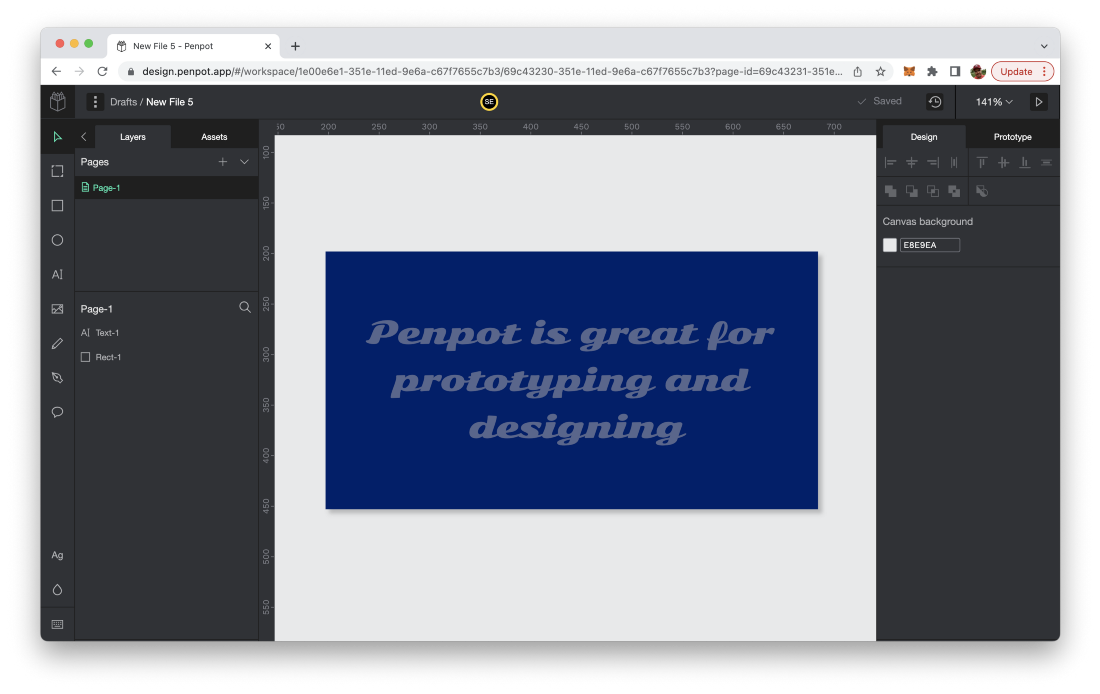 New File 5 - Penpot
design.penpot.app/#/workspace/1e00e6e1-351e-11ed-9e6a-c67f7655c7b3/69c43230-351e-11ed-9e6a-c67f7655c7b3?page-id=69c43231-351e...
Update
Drafts / New File 5
SE
Saved
141%
Layers
Assets
Pages
Page-1
Page-1
AI Text-1
Rect-1
AI
Ag
50 200 250 300 350 400 450 500 550 600 650 700
100
150
200
250
300
350
400
450
500
550
Penpot is great for
prototyping and
designing
Design
Prototype
Canvas background
E8E9EA